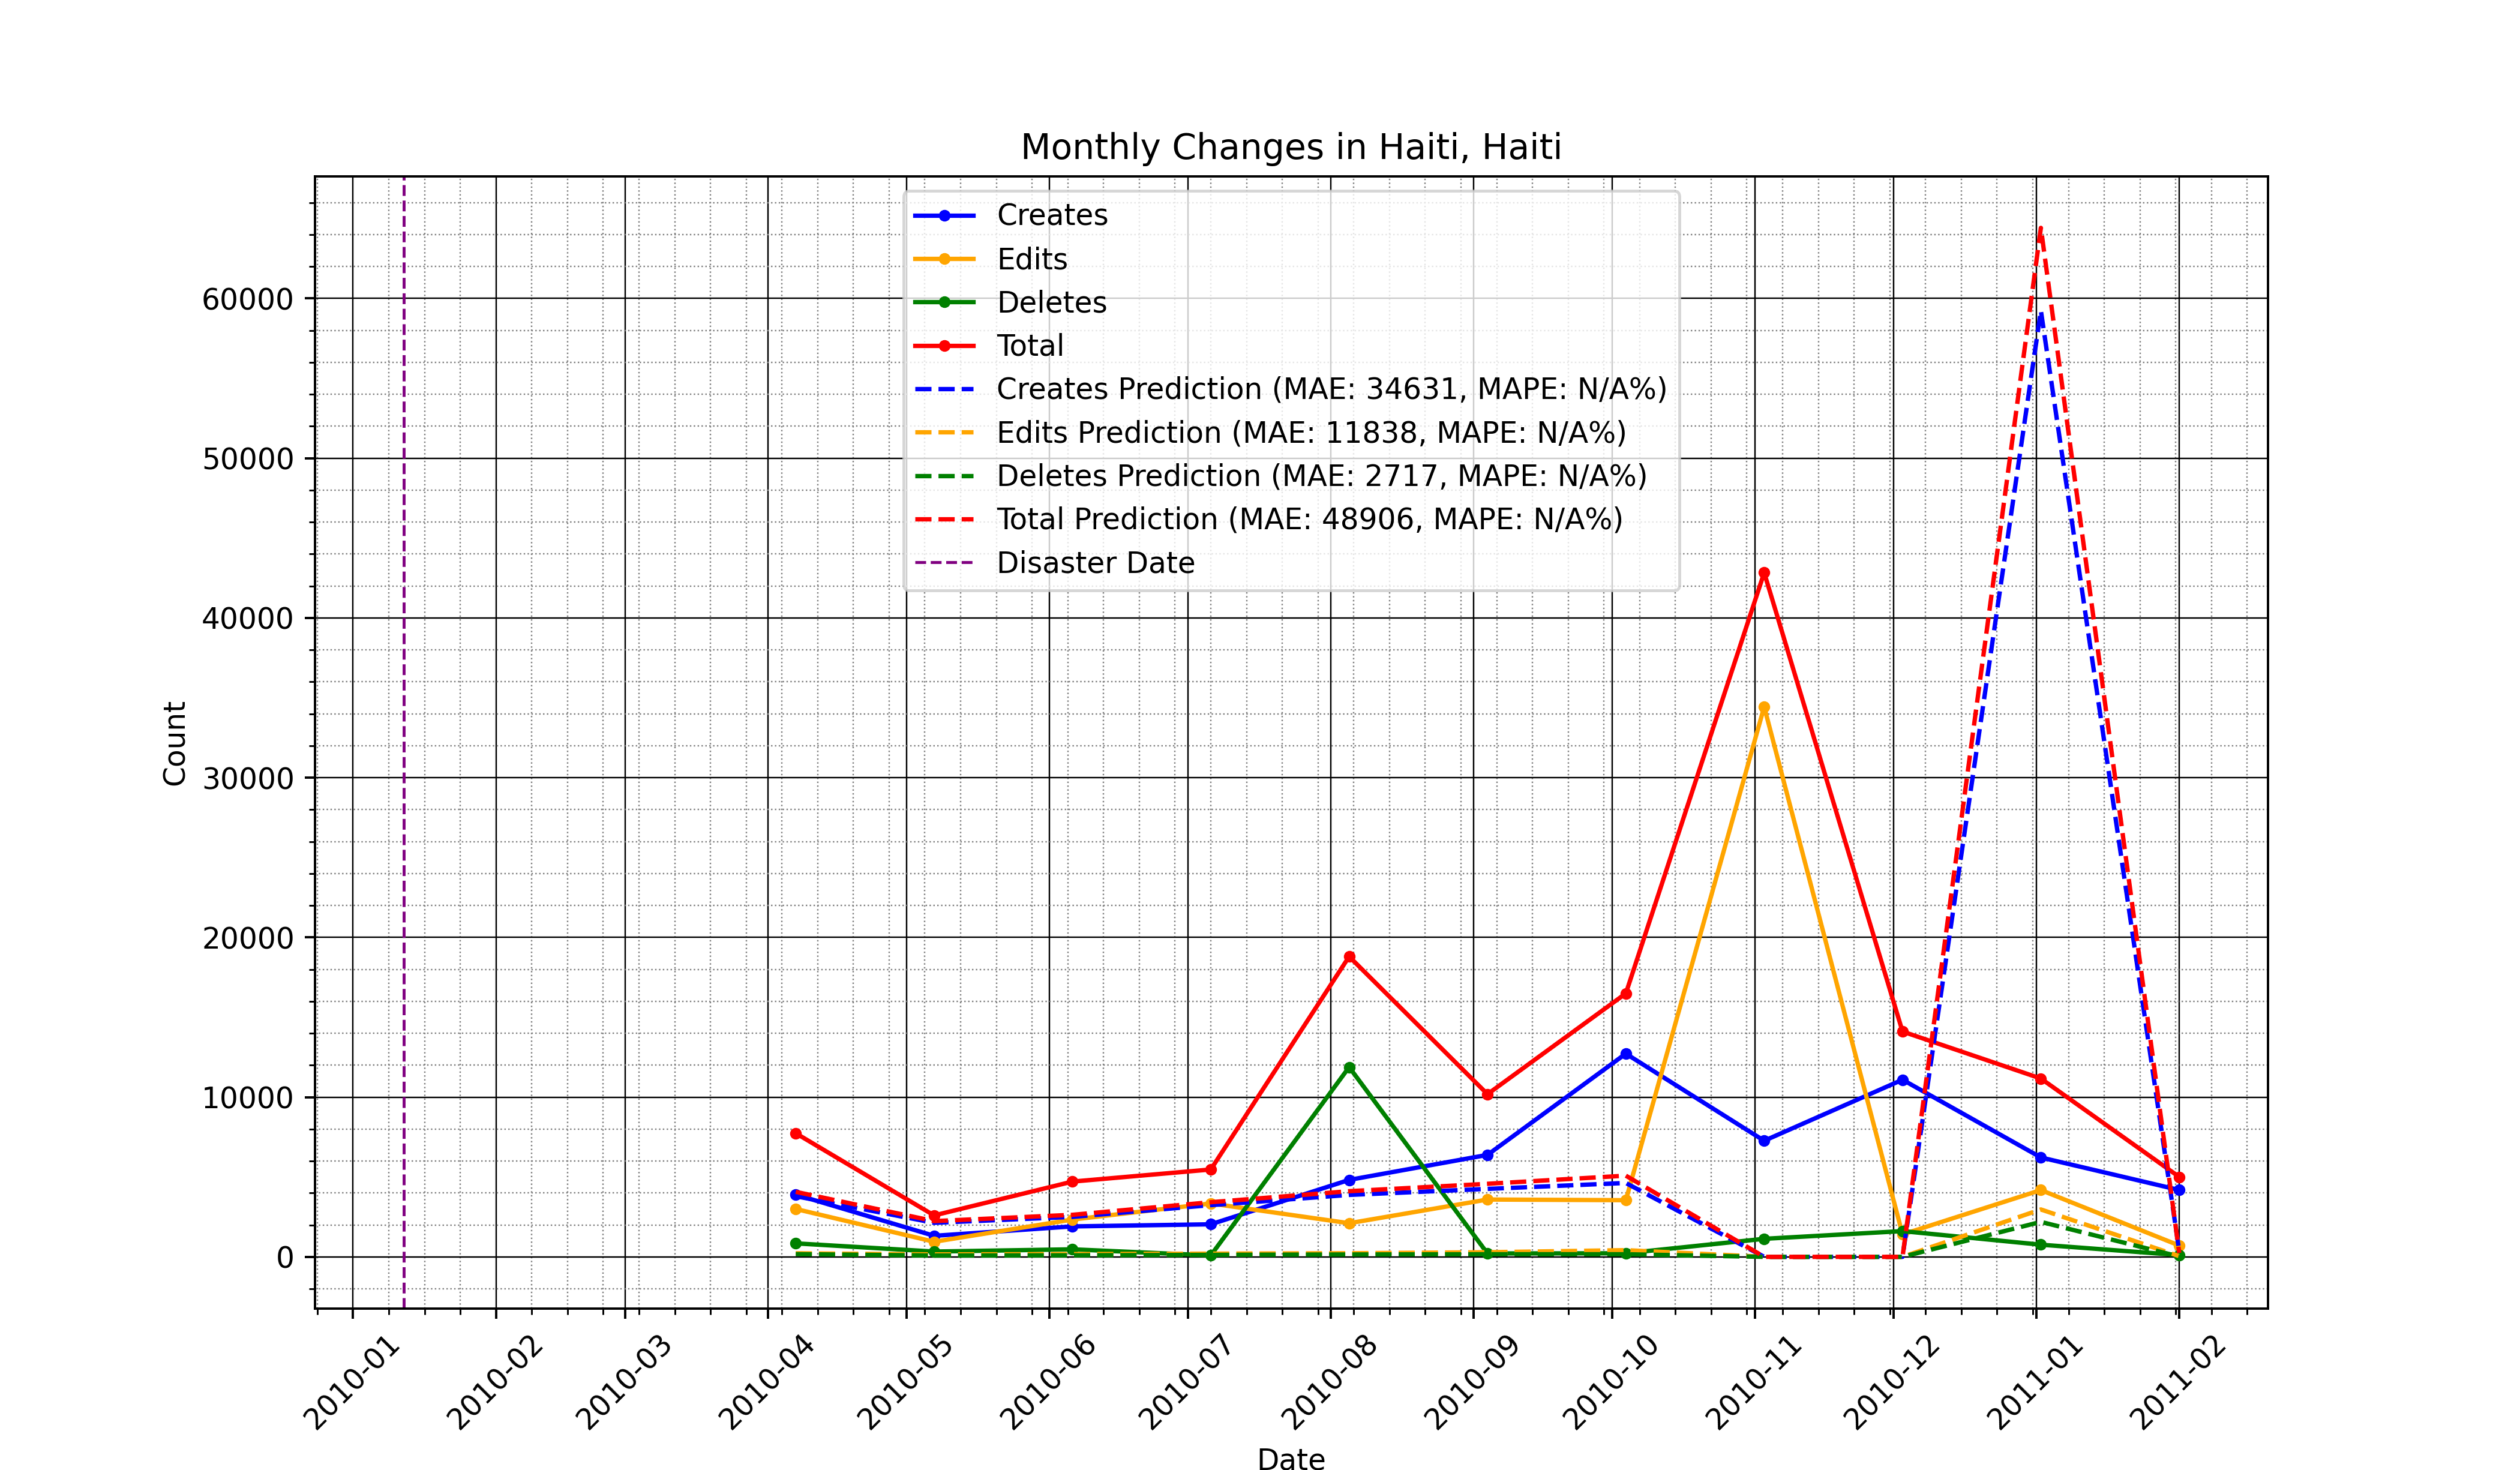 Monthly Changes in Haiti, Haiti
Creates
Edits
Deletes
Total
Creates Prediction (MAE: 34631, MAPE: N/A%)
Edits Prediction (MAE: 11838, MAPE: N/A%)
Deletes Prediction (MAE: 2717, MAPE: N/A%)
Total Prediction (MAE: 48906, MAPE: N/A%)
Disaster Date
60000
50000
40000
30000
20000
10000
0
Count
2010-01
2010-02
2010-03
2010-04
2010-05
2010-06
2010-07
2010-08
2010-09
2010-10
2010-11
2010-12
2011-01
2011-02
Date